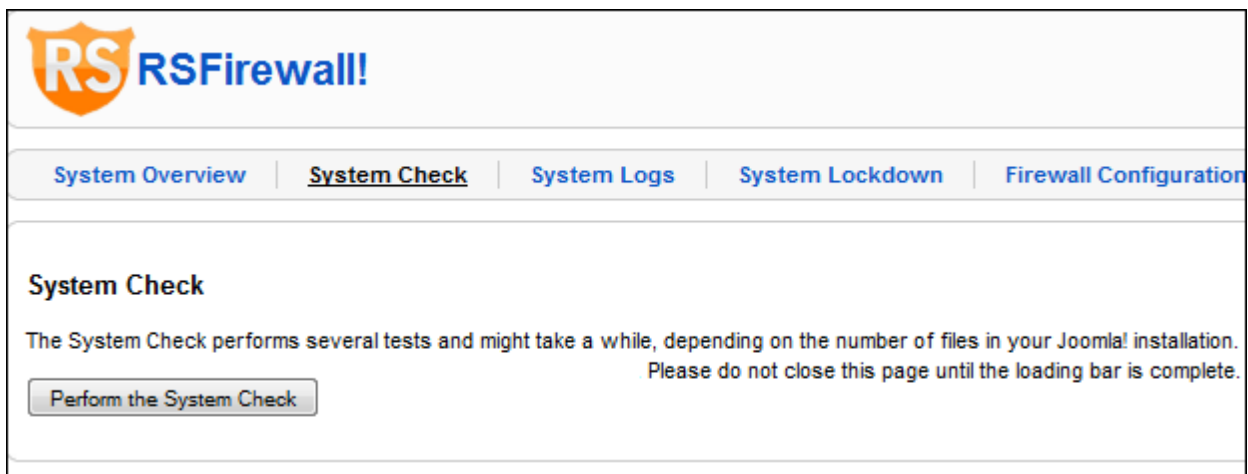 RS RSFirewall!
System Overview System Check System Logs System Lockdown Firewall Configuration
System Check
The System Check performs several tests and might take a while, depending on the number of files in your Joomla! installation.
Please do not close this page until the loading bar is complete.
Perform the System Check